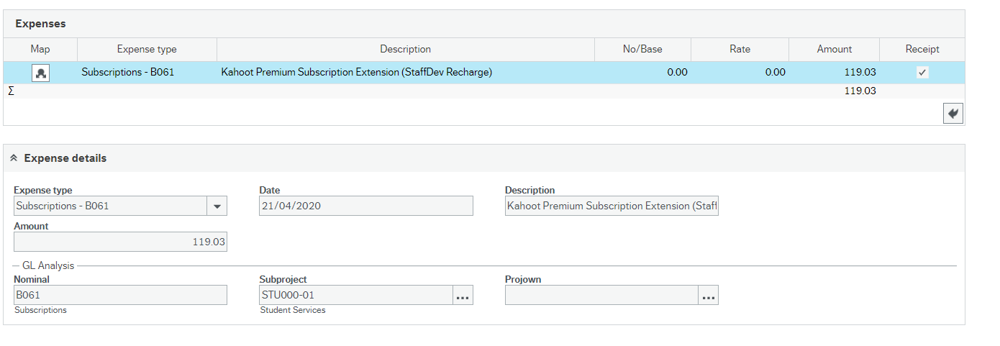 Expenses
Map Expense type Description No/Base Rate Amount Receipt
Subscriptions - B061 Kahoot Premium Subscription Extension (StaffDev Recharge) 0.00 0.00 119.03
Σ 119.03
Expense details
Expense type Date Description
Subscriptions - B061 21/04/2020 Kahoot Premium Subscription Extension (Staff
Amount
119.03
GL Analysis
Nominal Subproject Projown
B061 STU000-01 ... ...
Subscriptions Student Services